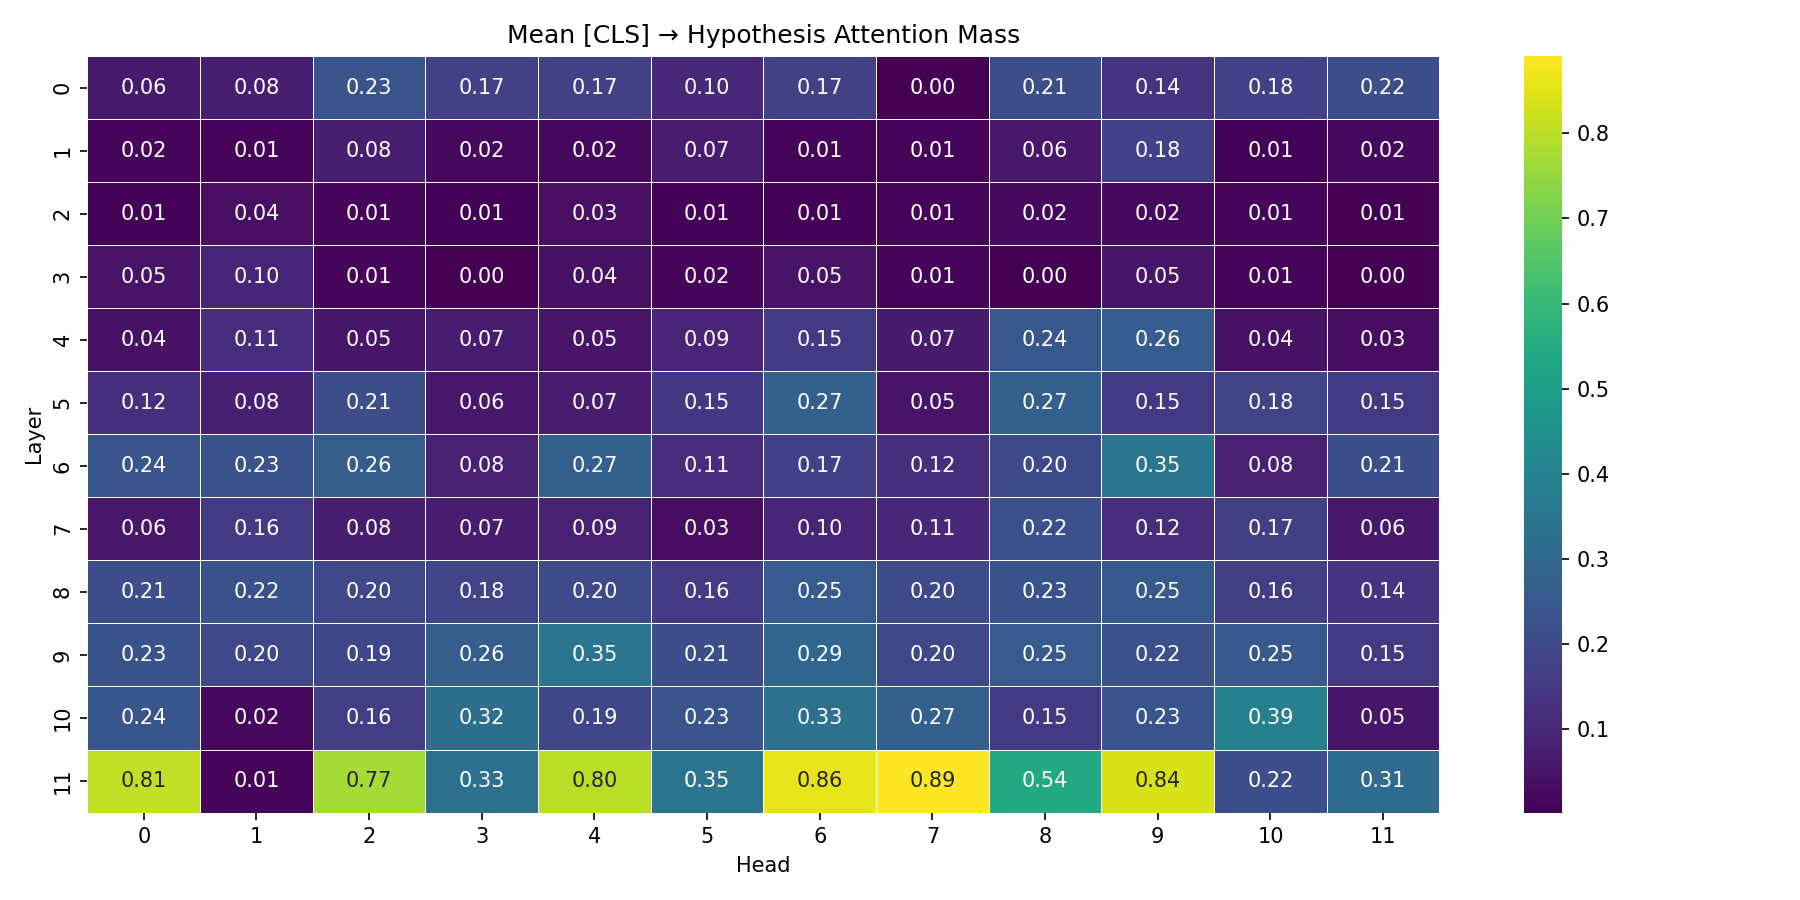 Mean [CLS] → Hypothesis Attention Mass
0 0.06 0.08 0.23 0.17 0.17 0.10 0.17 0.00 0.21 0.14 0.18 0.22
1 0.02 0.01 0.08 0.02 0.02 0.07 0.01 0.01 0.06 0.18 0.01 0.02
2 0.01 0.04 0.01 0.01 0.03 0.01 0.01 0.01 0.02 0.02 0.01 0.01
3 0.05 0.10 0.01 0.00 0.04 0.02 0.05 0.01 0.00 0.05 0.01 0.00
4 0.04 0.11 0.05 0.07 0.05 0.09 0.15 0.07 0.24 0.26 0.04 0.03
5 0.12 0.08 0.21 0.06 0.07 0.15 0.27 0.05 0.27 0.15 0.18 0.15
6 0.24 0.23 0.26 0.08 0.27 0.11 0.17 0.12 0.20 0.35 0.08 0.21
7 0.06 0.16 0.08 0.07 0.09 0.03 0.10 0.11 0.22 0.12 0.17 0.06
8 0.21 0.22 0.20 0.18 0.20 0.16 0.25 0.20 0.23 0.25 0.16 0.14
9 0.23 0.20 0.19 0.26 0.35 0.21 0.29 0.20 0.25 0.22 0.25 0.15
10 0.24 0.02 0.16 0.32 0.19 0.23 0.33 0.27 0.15 0.23 0.39 0.05
11 0.81 0.01 0.77 0.33 0.80 0.35 0.86 0.89 0.54 0.84 0.22 0.31
0 1 2 3 4 5 6 7 8 9 10 11
Head
Layer
0.8
0.7
0.6
0.5
0.4
0.3
0.2
0.1